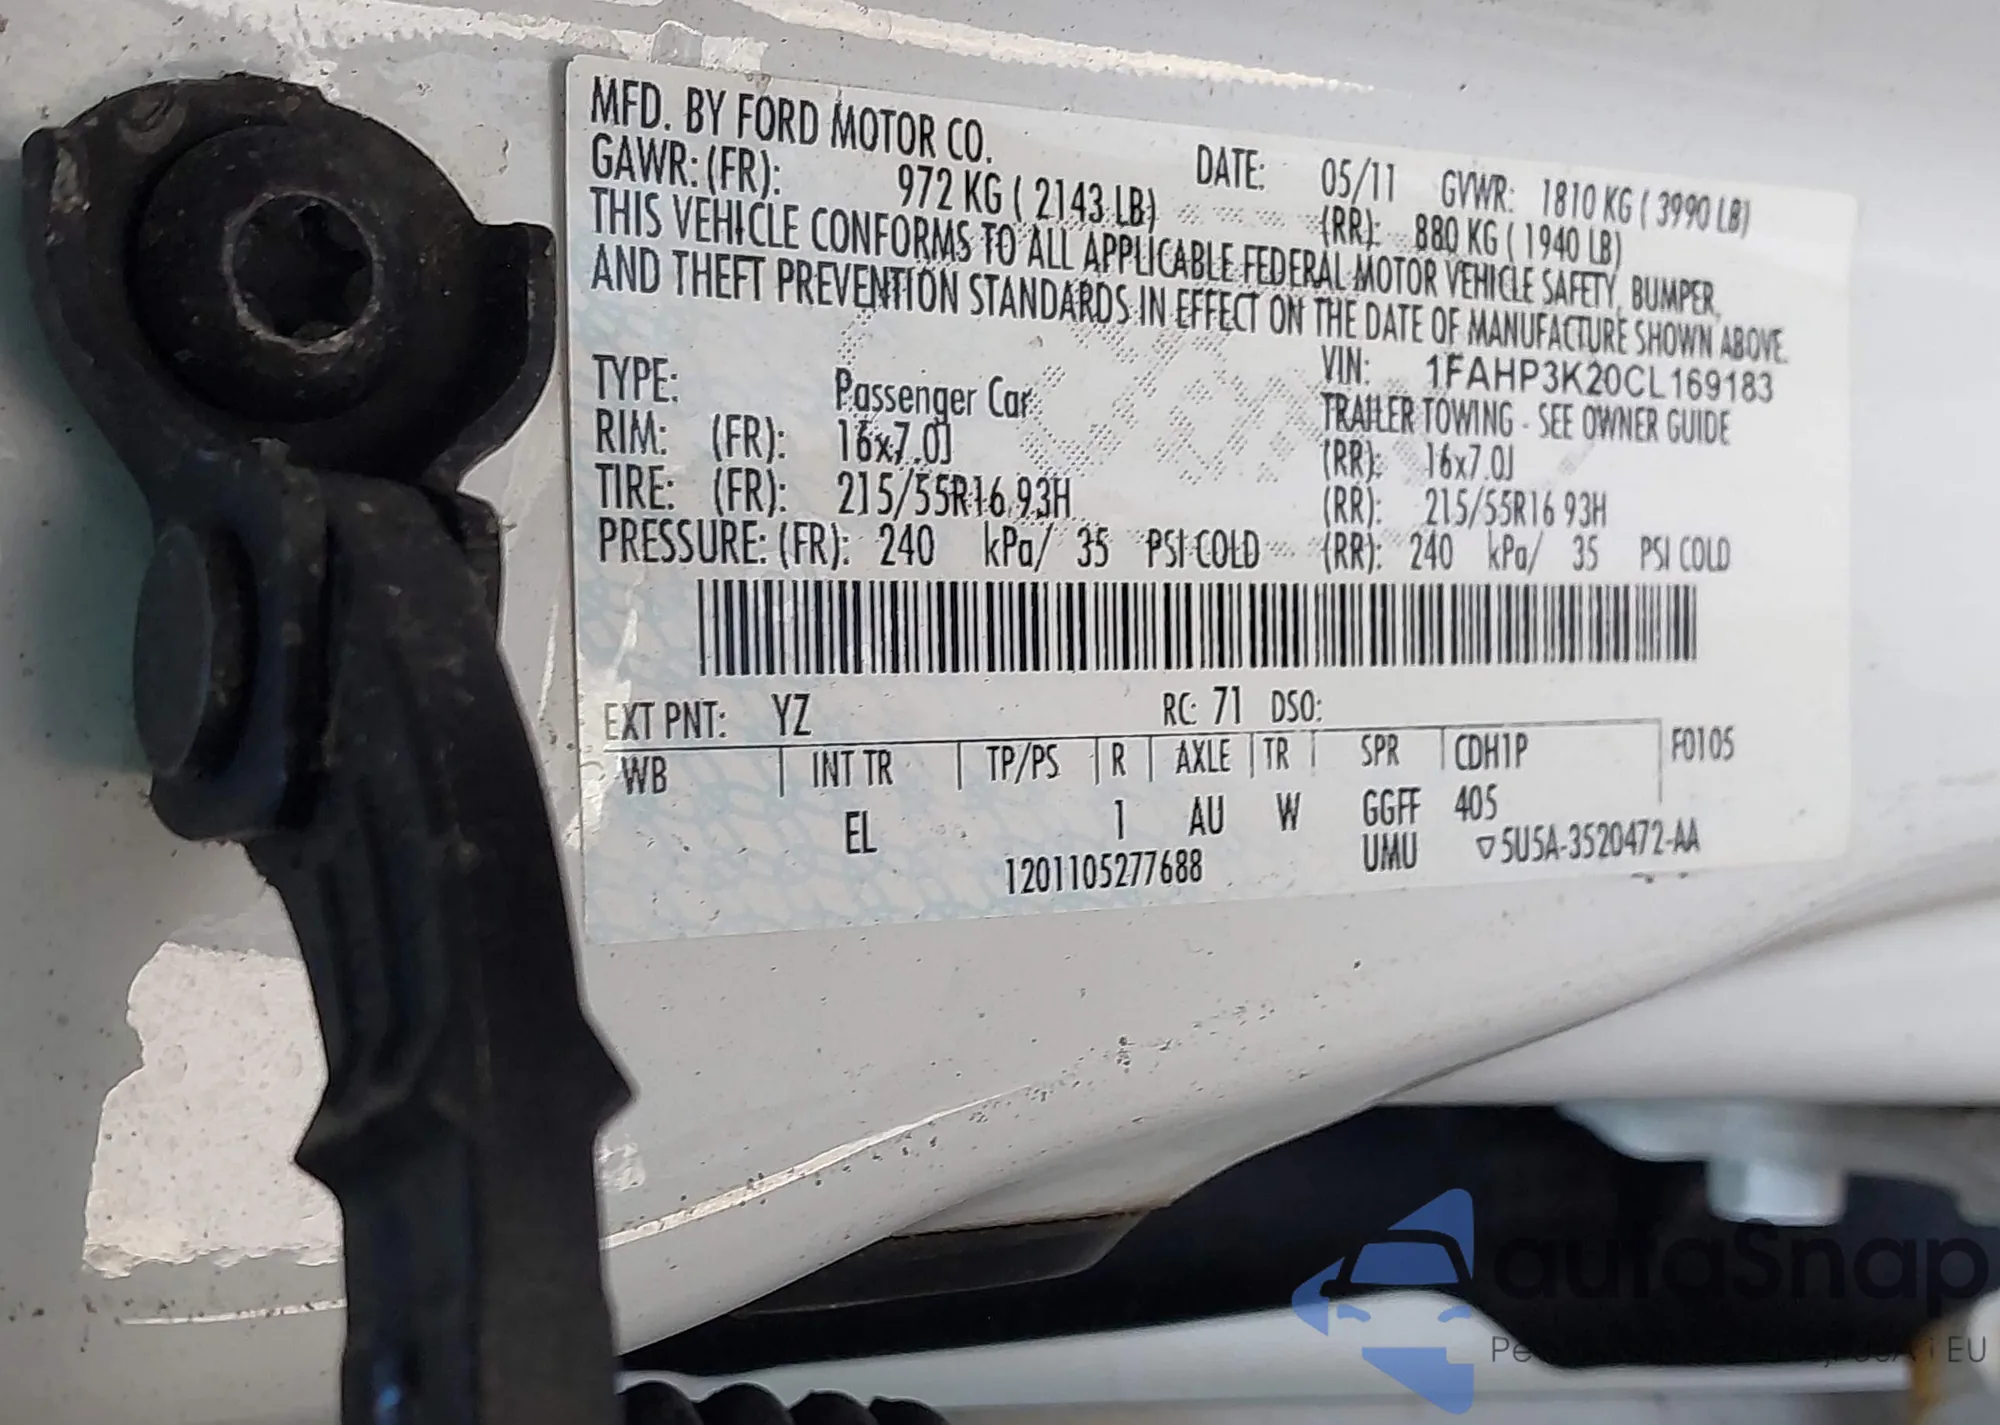 MFD. BY FORD MOTOR CO.
DATE: 05/11 GVWR: 1810 KG ( 3990 LB)
GAWR: (FR): 972 KG ( 2143 LB) (RR): 880 KG ( 1940 LB)
THIS VEHICLE CONFORMS TO ALL APPLICABLE FEDERAL MOTOR VEHICLE SAFETY, BUMPER,
AND THEFT PREVENTION STANDARDS IN EFFECT ON THE DATE OF MANUFACTURE SHOWN ABOVE.
VIN: 1FAHP3K20CL169183
TYPE: Passenger Car TRAILER TOWING - SEE OWNER GUIDE
RIM: (FR): 16x7.0J (RR): 16x7.0J
TIRE: (FR): 215/55R16 93H (RR): 215/55R16 93H
PRESSURE: (FR): 240 kPa/ 35 PSI COLD (RR): 240 kPa/ 35 PSI COLD
EXT PNT: YZ RC: 71 DSO:
WB INT TR TP/PS R AXLE TR SPR CDH1P F0105
EL 1 AU W GGFF 405
1201105277688 UMU ▽5U5A-3520472-AA
autaSnap
EU